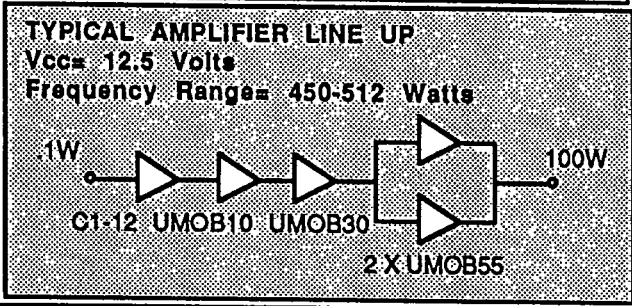 TYPICAL AMPLIFIER LINE UP
Vcc= 12.5 Volts
Frequency Range= 450-512 Watts
.1W
100W
C1-12 UMOB10 UMOB30
2 X UMOB55